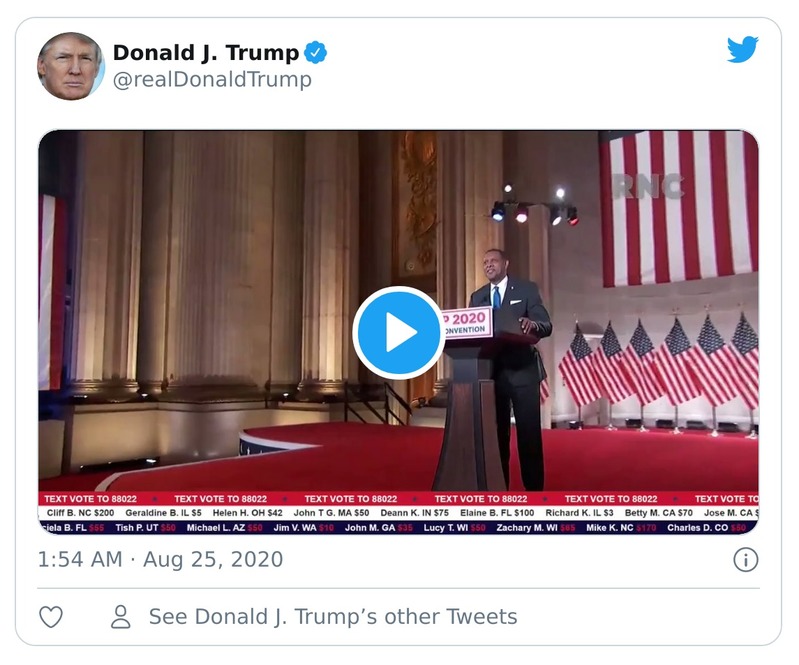 Donald J. Trump
@realDonaldTrump
RNC
P 2020
ONVENTION
TEXT VOTE TO 88022 TEXT VOTE TO 88022 TEXT VOTE TO 88022 TEXT VOTE TO 88022 TEXT VOTE TO 88022 TEXT VOTE TO
Cliff B. NC $200 Geraldine B. IL $5 Helen H. OH $42 John T G. MA $50 Deann K. IN $75 Elaine B. FL $100 Richard K. IL $3 Betty M. CA $70 Jose M. CA $
ciela B. FL $65 Tish P. UT $50 Michael L. AZ $50 Jim V. WA $10 John M. GA $35 Lucy T. WI $50 Zachary M. WI $65 Mike K. NC $170 Charles D. CO $50
1:54 AM · Aug 25, 2020
See Donald J. Trump’s other Tweets